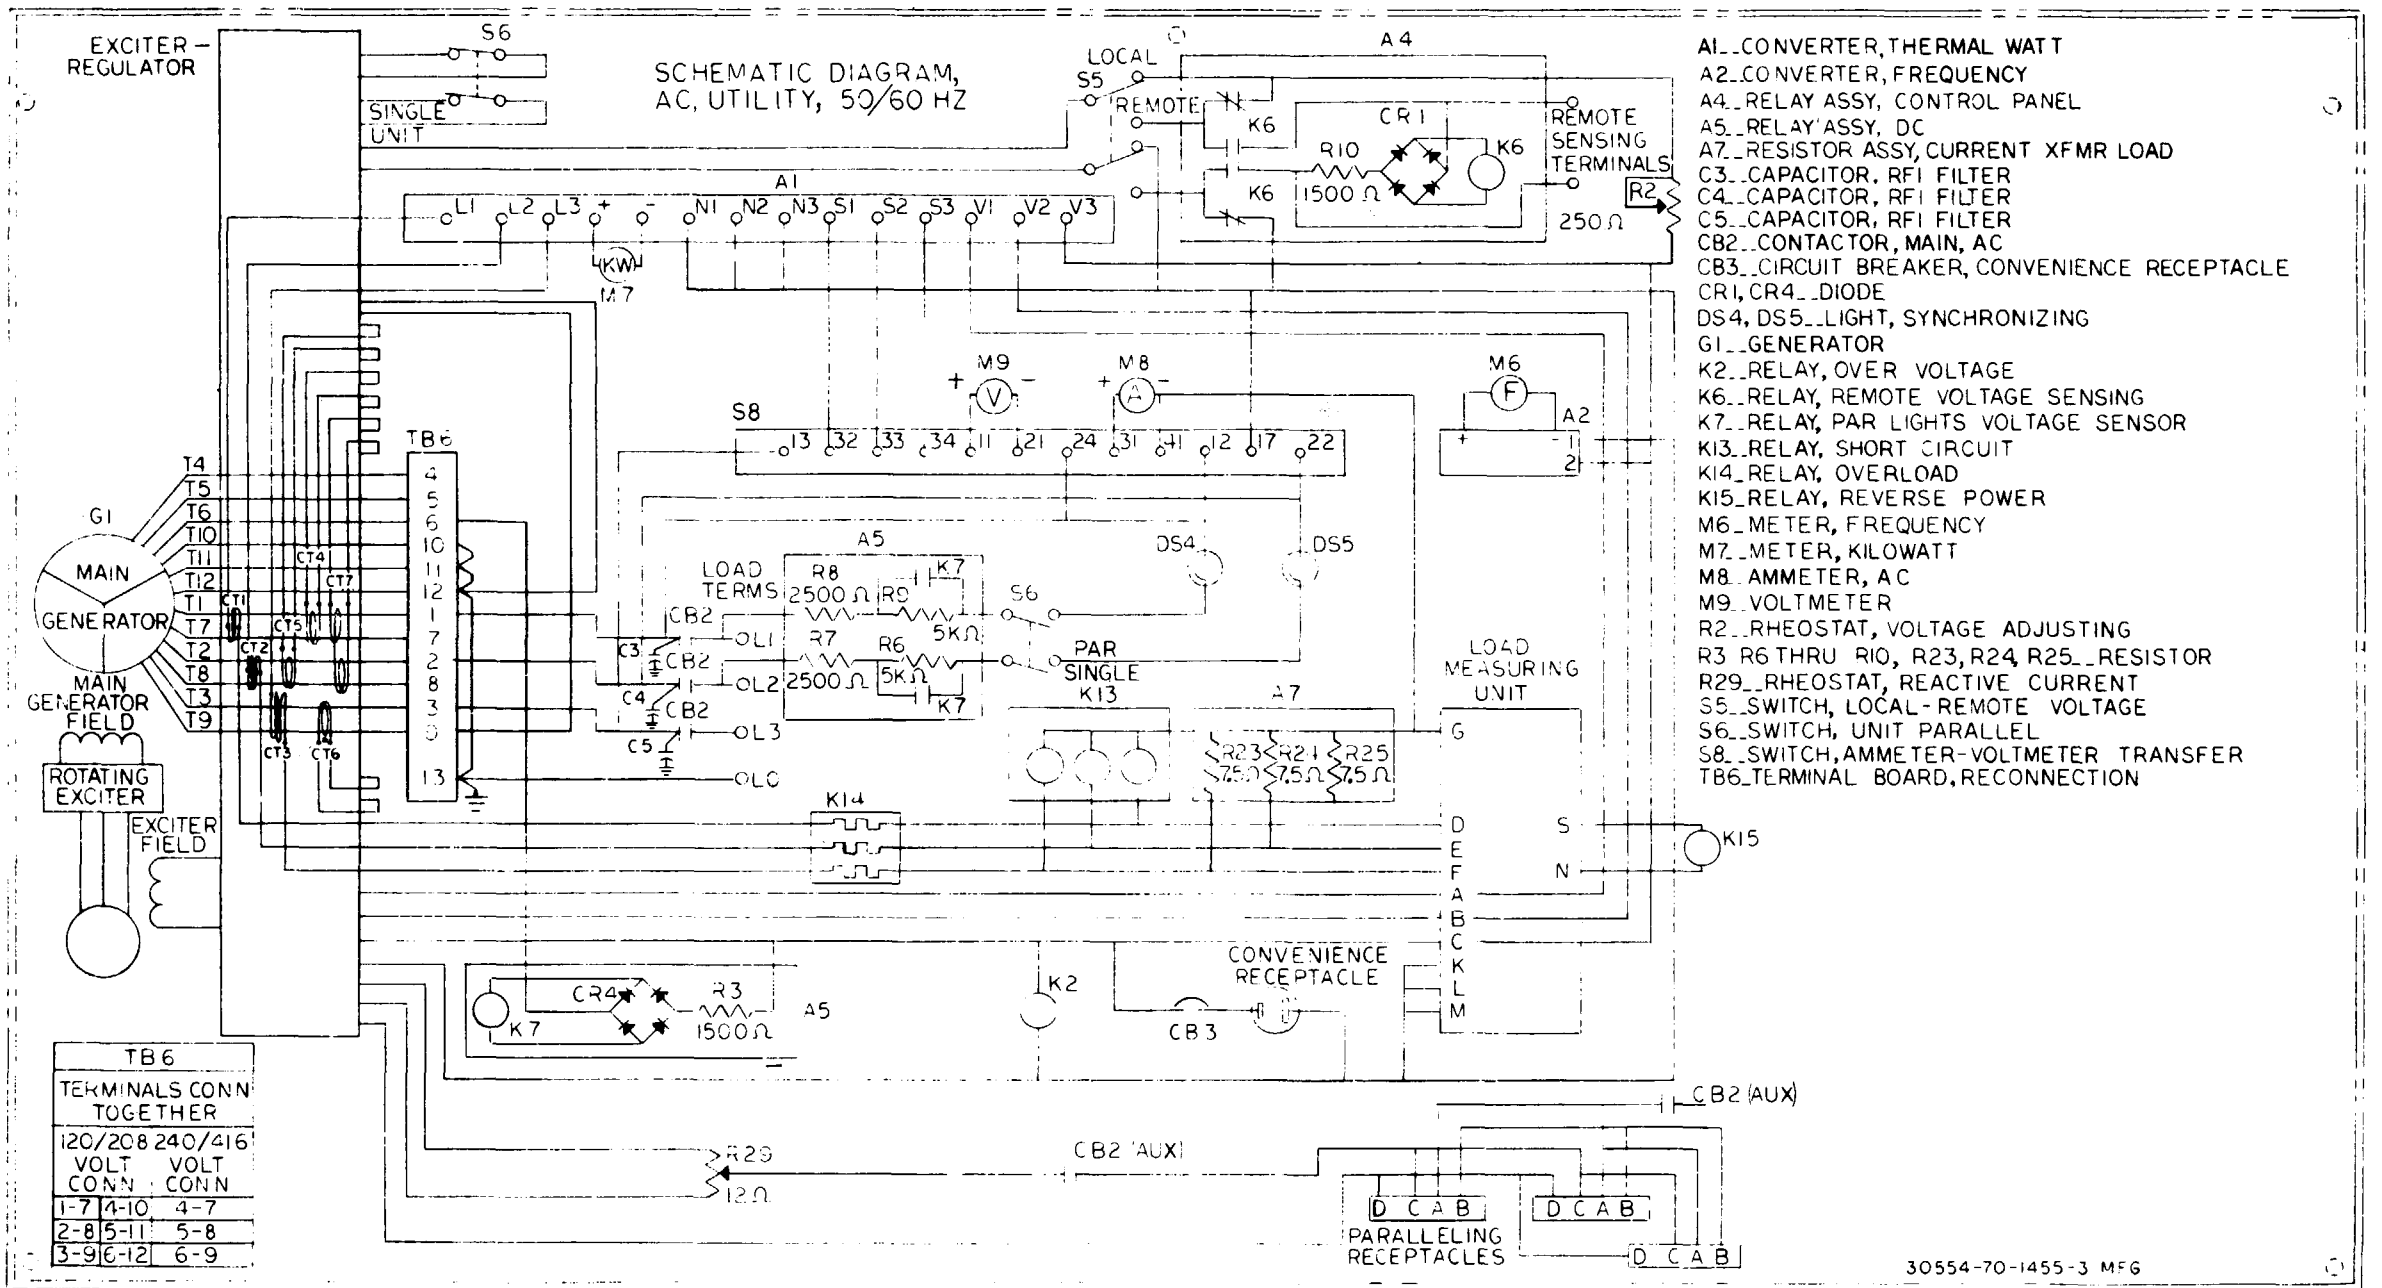 EXCITER-
REGULATOR
S6
SINGLE
UNIT
SCHEMATIC DIAGRAM,
AC, UTILITY, 50/60 HZ
LOCAL
S5
REMOTE
A4
K6
K6
R10
1500 Ω
CR1
K6
REMOTE
SENSING
TERMINALS
R2
250Ω
A1
L1 L2 L3 + - N1 N2 N3 S1 S2 S3 V1 V2 V3
KW
M7
A1__CONVERTER, THERMAL WATT
A2_CONVERTER, FREQUENCY
A4_RELAY ASSY, CONTROL PANEL
A5__RELAY ASSY, DC
A7__RESISTOR ASSY, CURRENT XFMR LOAD
C3__CAPACITOR, RFI FILTER
C4__CAPACITOR, RFI FILTER
C5__CAPACITOR, RFI FILTER
CB2__CONTACTOR, MAIN, AC
CB3__CIRCUIT BREAKER, CONVENIENCE RECEPTACLE
CR1, CR4__DIODE
DS4, DS5__LIGHT, SYNCHRONIZING
G1__GENERATOR
K2__RELAY, OVER VOLTAGE
K6__RELAY, REMOTE VOLTAGE SENSING
K7__RELAY, PAR LIGHTS VOLTAGE SENSOR
K13__RELAY, SHORT CIRCUIT
K14_RELAY, OVERLOAD
K15_RELAY, REVERSE POWER
M6_METER, FREQUENCY
M7__METER, KILOWATT
M8_AMMETER, AC
M9__VOLTMETER
R2__RHEOSTAT, VOLTAGE ADJUSTING
R3 R6 THRU R10, R23, R24, R25__RESISTOR
R29__RHEOSTAT, REACTIVE CURRENT
S5__SWITCH, LOCAL-REMOTE VOLTAGE
S6__SWITCH, UNIT PARALLEL
S8__SWITCH, AMMETER-VOLTMETER TRANSFER
TB6_TERMINAL BOARD, RECONNECTION
M9
+ V -
M8
+ A -
M6
F
A2
+ - 1
2
S8
13 32 33 34 11 21 24 31 41 12 17 22
TB6
4
5
6
10
11
12
1
7
2
8
3
9
13
G1
MAIN
GENERATOR
T4
T5
T6
T10
T11
T12
T1
T7
T2
T8
T3
T9
CT4
CT7
CT1
CT5
CT2
CT3
CT6
MAIN
GENERATOR
FIELD
ROTATING
EXCITER
EXCITER
FIELD
A5
LOAD
TERMS
R8
2500 Ω
R9
5KΩ
K7
R7
2500 Ω
R6
5KΩ
K7
CB2
C3
CB2
C4
CB2
C5
L1
L2
L3
L0
S6
PAR
SINGLE
DS4
DS5
K13
A7
R23
7.5Ω
R24
7.5Ω
R25
7.5Ω
LOAD
MEASURING
UNIT
G
D
E
F
A
B
C
K
L
M
S
N
K15
K14
K7
CR4
R3
1500Ω
A5
K2
CB3
CONVENIENCE
RECEPTACLE
TB6
TERMINALS CONN
TOGETHER
120/208 240/416
VOLT VOLT
CONN CONN
1-7 4-10 4-7
2-8 5-11 5-8
3-9 6-12 6-9
R29
12Ω
CB2 (AUX)
CB2 (AUX)
D C A B
D C A B
D C A B
PARALLELING
RECEPTACLES
30554-70-1455-3 MFG